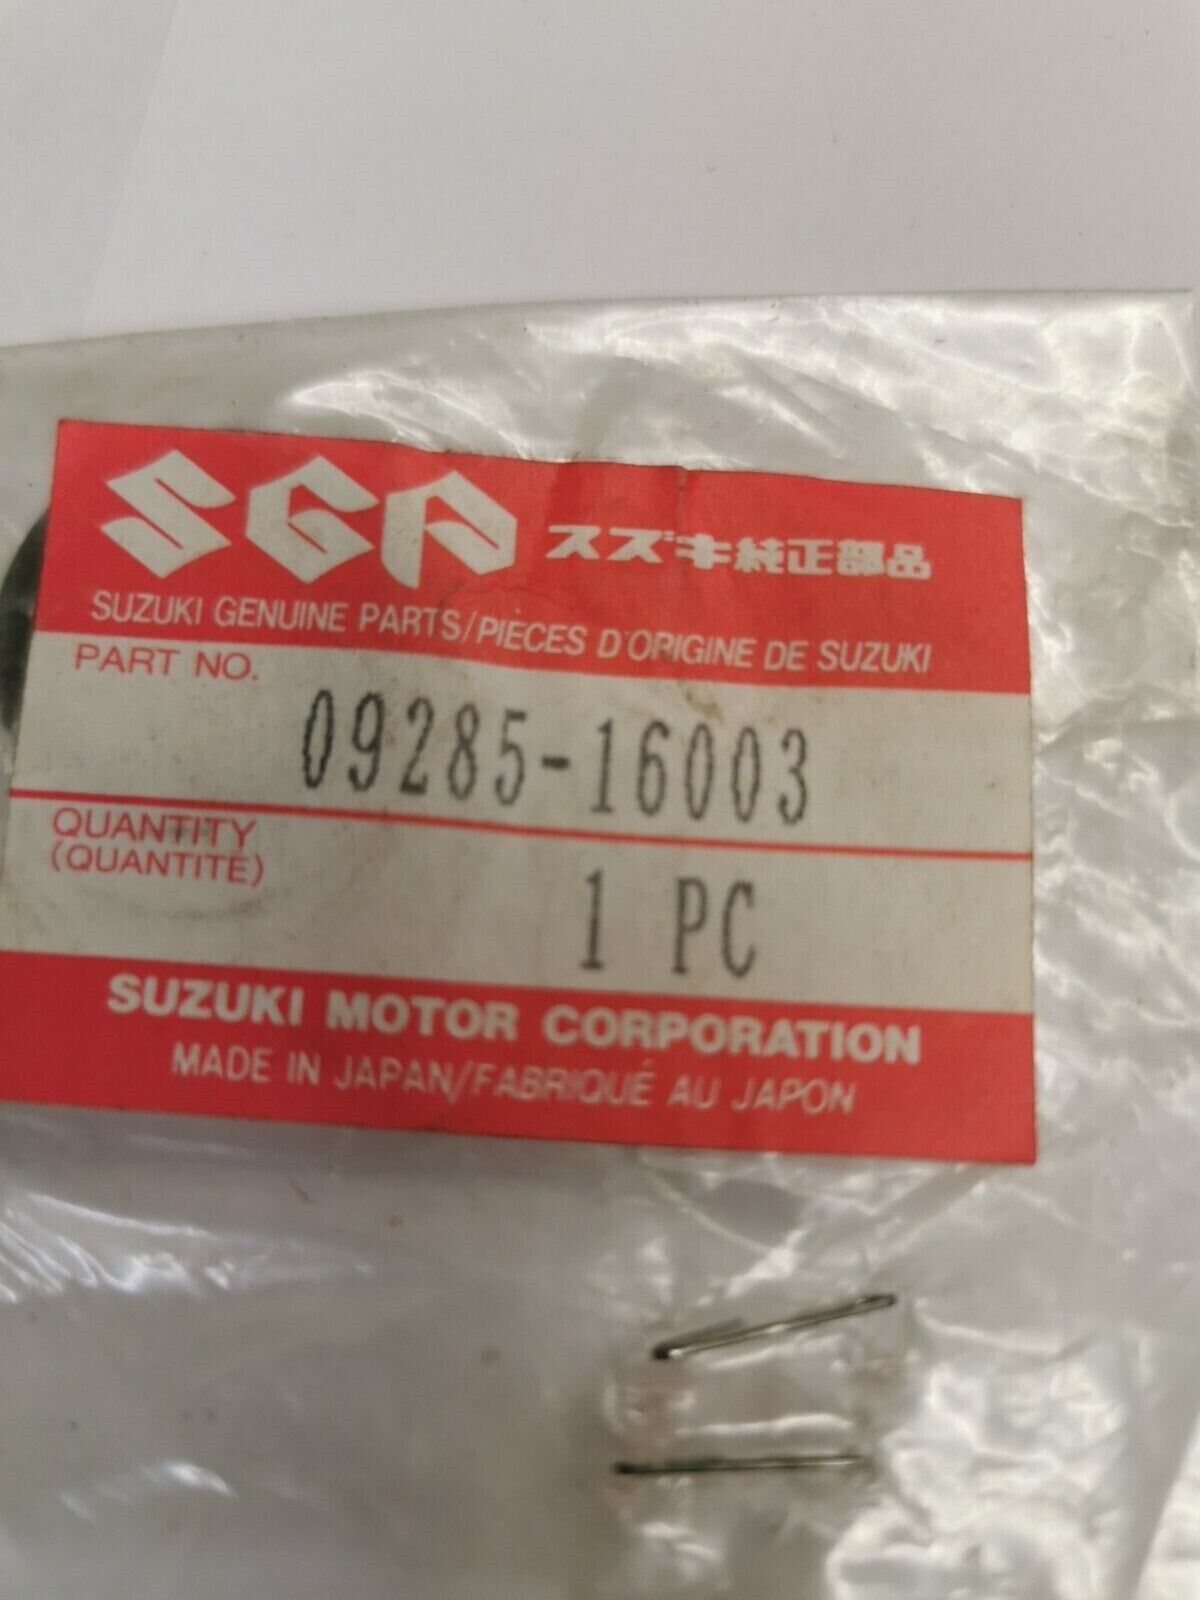 SGP スズキ純正部品
SUZUKI GENUINE PARTS/PIECES D'ORIGINE DE SUZUKI
PART NO.
09285-16003
QUANTITY
(QUANTITE)
1 PC
SUZUKI MOTOR CORPORATION
MADE IN JAPAN/FABRIQUÉ AU JAPON